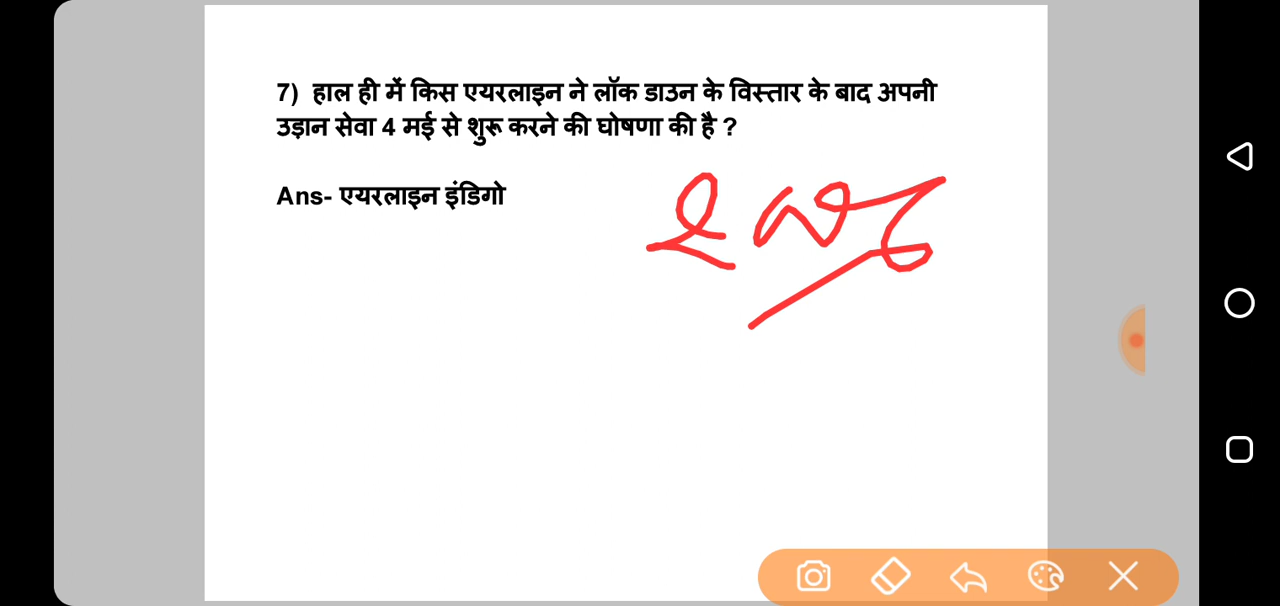 7) हाल ही में किस एयरलाइन ने लॉक डाउन के विस्तार के बाद अपनी
उड़ान सेवा 4 मई से शुरू करने की घोषणा की है ?
Ans- एयरलाइन इंडिगो